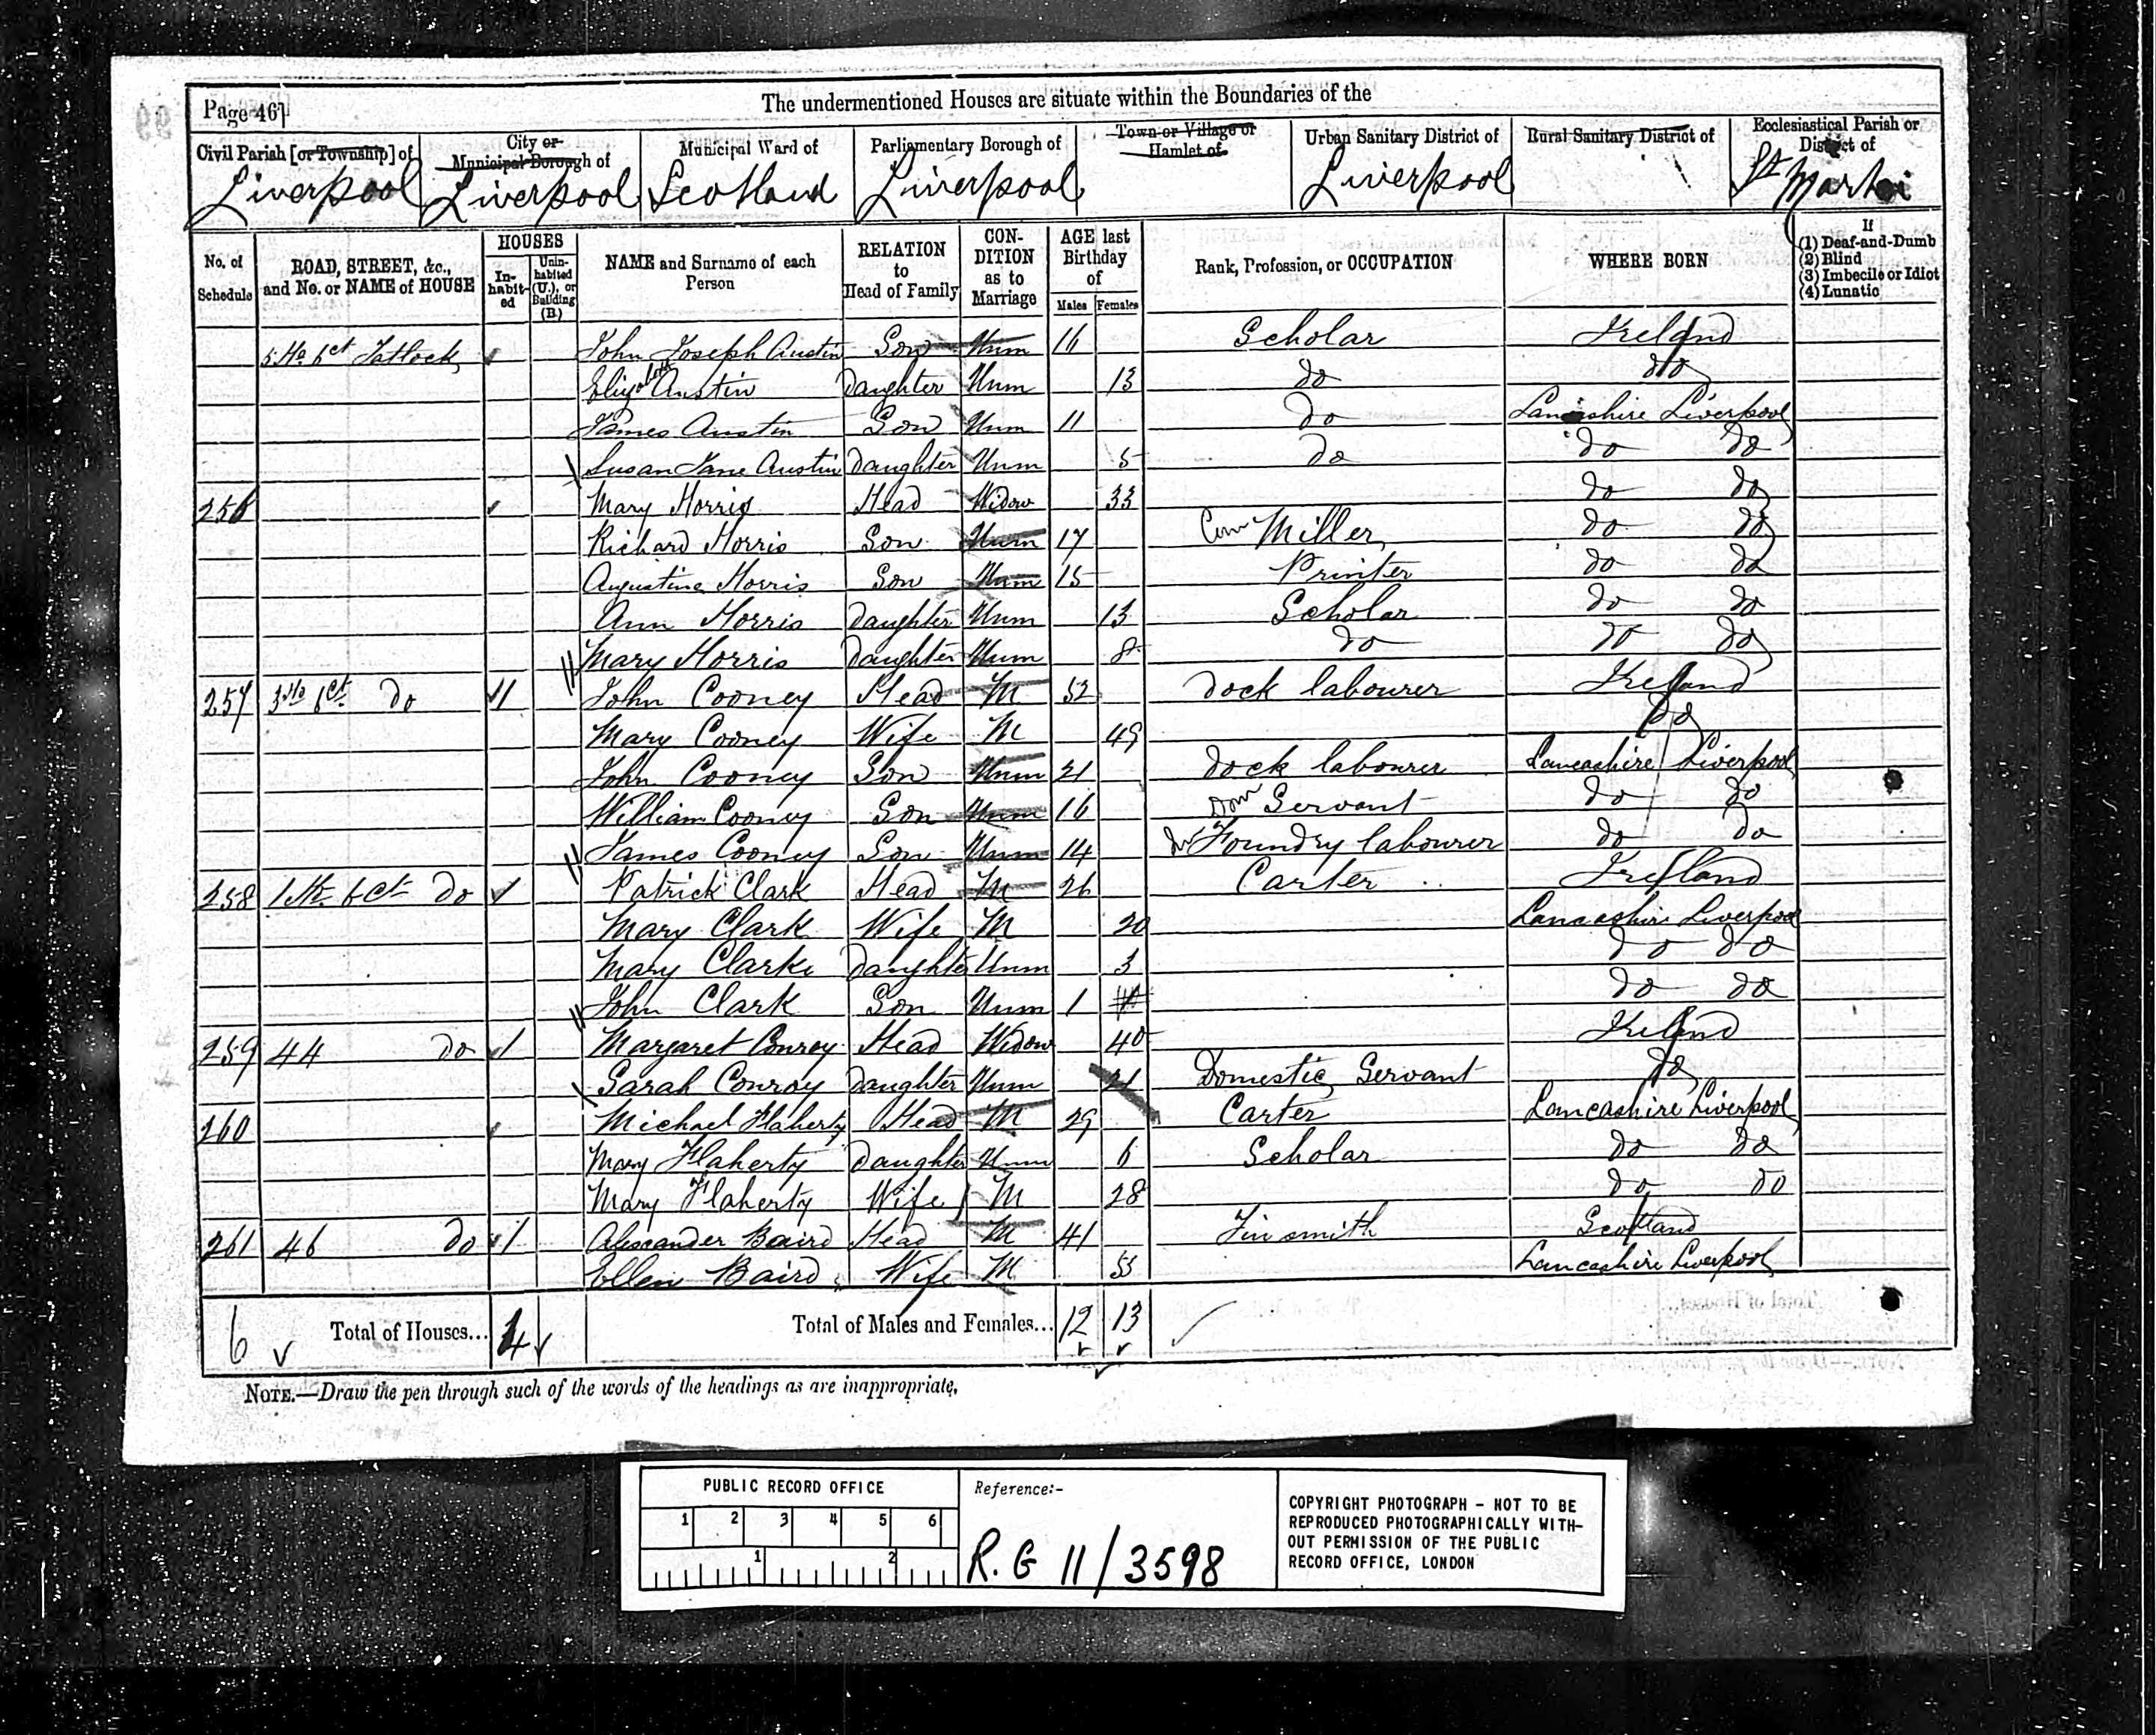 Page 46]
The undermentioned Houses are situate within the Boundaries of the
Civil Parish [or Township] of
City or Municipal Borough of
Municipal Ward of
Parliamentary Borough of
Town or Village or Hamlet of
Urban Sanitary District of
Rural Sanitary District of
Ecclesiastical Parish or District of
Liverpool Liverpool Scotland Liverpool Liverpool St Martin
No. of Schedule
ROAD, STREET, &c., and No. or NAME of HOUSE
HOUSES
In-habit-ed
Unin-habited (U.), or Building (B.)
NAME and Surname of each Person
RELATION to Head of Family
CON-DITION as to Marriage
AGE last Birthday of
Males Females
Rank, Profession, or OCCUPATION
WHERE BORN
If
(1) Deaf-and-Dumb
(2) Blind
(3) Imbecile or Idiot
(4) Lunatic
5 Ho 6 ct Tatlock John Joseph Austin Son Unm 16 Scholar Ireland
Elizabeth Austin Daughter Unm 13 do do
James Austin Son Unm 11 do Lancashire Liverpool
Susan Jane Austin Daughter Unm 5 do do do
256 Mary Morris Head Widow 33 do do
Richard Morris Son Unm 17 Miller do do
Augustine Morris Son Unm 15 Printer do do
Ann Morris Daughter Unm 13 Scholar do do
Mary Morris Daughter Unm 8 do do do
257 3 Ho 6 Ct do 1 John Cooney Head M 52 dock labourer Ireland
Mary Cooney Wife M 49 do
John Cooney Son Unm 21 dock labourer Lancashire Liverpool
William Cooney Son Unm 16 Dom Servant do do
James Cooney Son Unm 14 Foundry labourer do do
258 1 Ho 6 Ct do Patrick Clark Head M 26 Carter Ireland
Mary Clark Wife M 20 Lancashire Liverpool
Mary Clarke Daughter Unm 3 do do
John Clark Son Unm 1 do do
259 44 do 1 Margaret Conroy Head Widow 40 Ireland
Sarah Conroy Daughter Unm 21 Domestic Servant do
260 Michael Flaherty Head M 29 Carter Lancashire Liverpool
Mary Flaherty Daughter Unm 6 Scholar do do
Mary Flaherty Wife M 28 do do
261 46 do 1 Alexander Baird Head M 41 Tin smith Scotland
Ellen Baird Wife M Lancashire Liverpool
6 Total of Houses... 4 Total of Males and Females... 12 13
NOTE.—Draw the pen through such of the words of the headings as are inappropriate.
PUBLIC RECORD OFFICE
1 2 3 4 5 6
1 2
Reference:-
R.G 11/3598
COPYRIGHT PHOTOGRAPH - NOT TO BE
REPRODUCED PHOTOGRAPHICALLY WITH-
OUT PERMISSION OF THE PUBLIC
RECORD OFFICE, LONDON